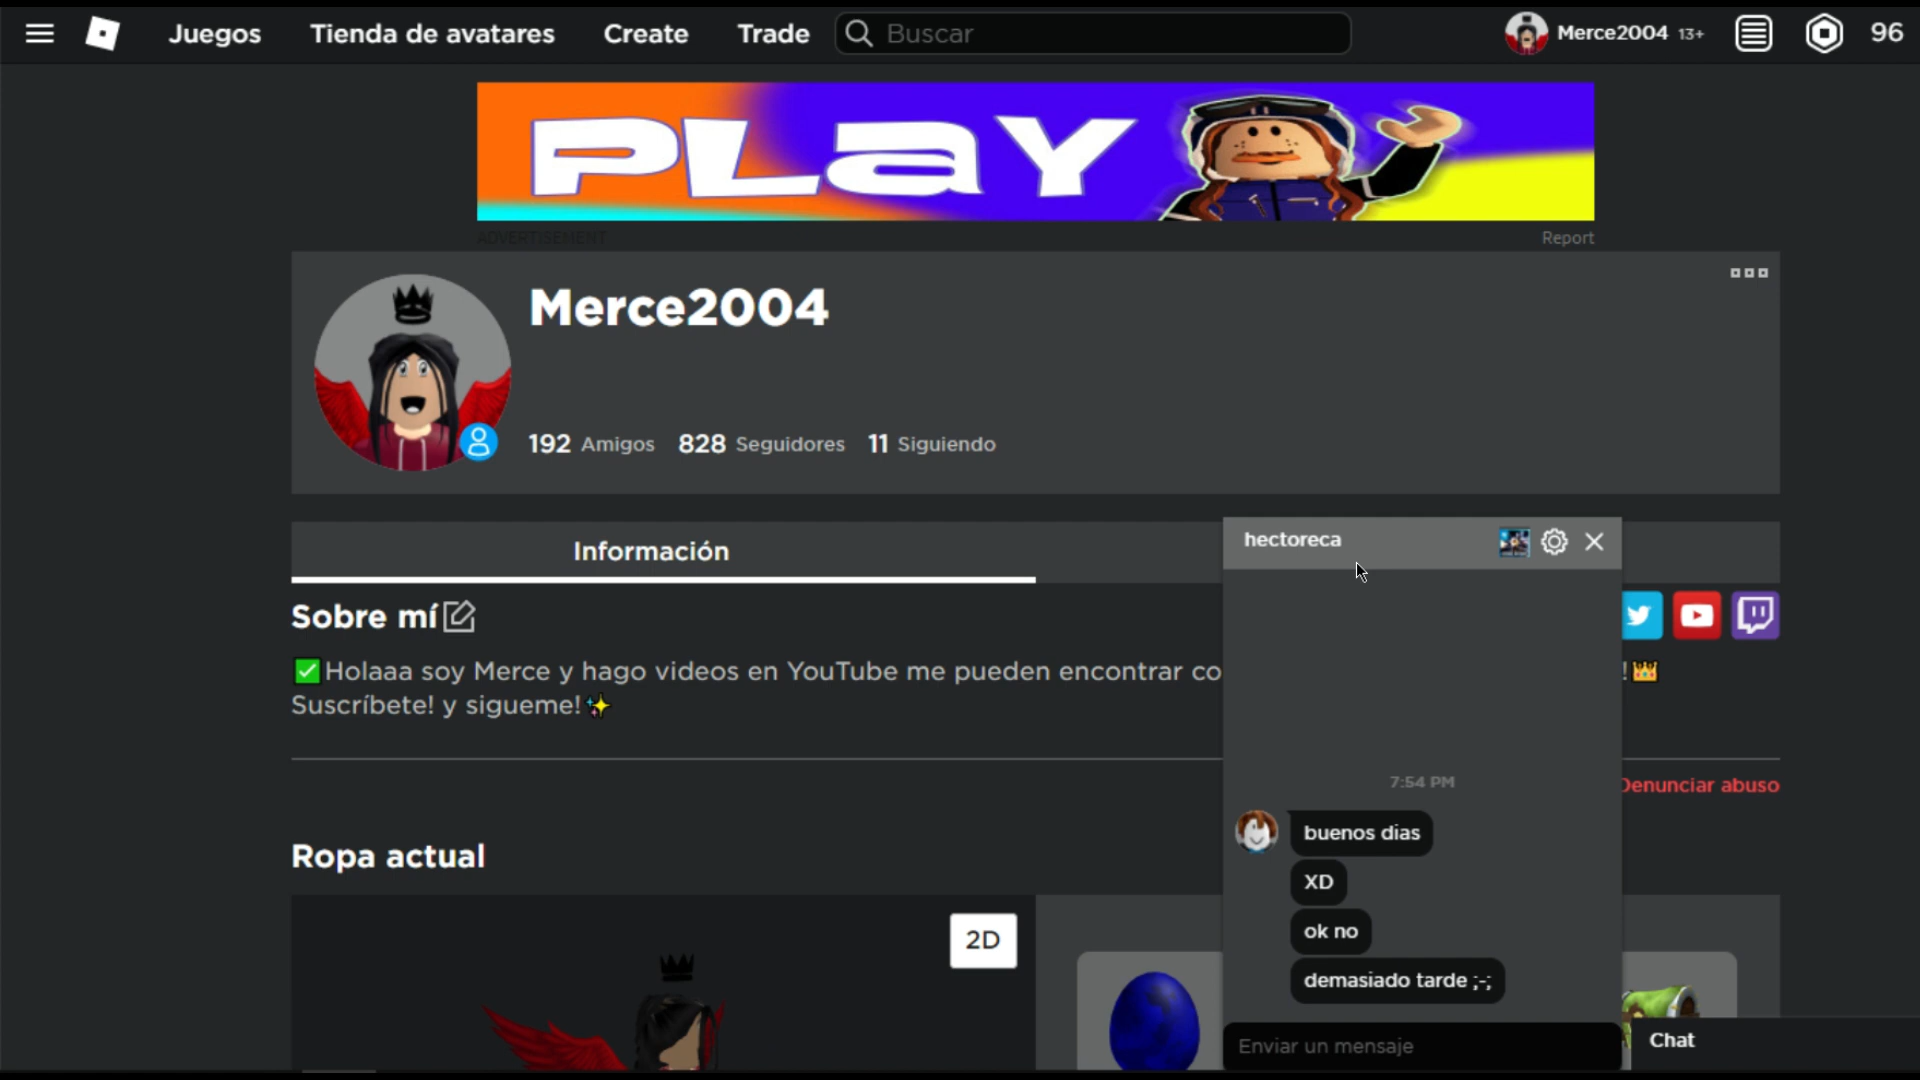 Juegos Tienda de avatares Create Trade Buscar Merce2004 13+ 96
PLaY
ADVERTISEMENT Report
Merce2004
192 Amigos 828 Seguidores 11 Siguiendo
Información
hectoreca
Sobre mí
✅Holaaa soy Merce y hago videos en YouTube me pueden encontrar co
!👑
Suscríbete! y sigueme!✨
7:54 PM
Denunciar abuso
buenos dias
XD
ok no
demasiado tarde ;-;
Ropa actual
2D
Enviar un mensaje
Chat